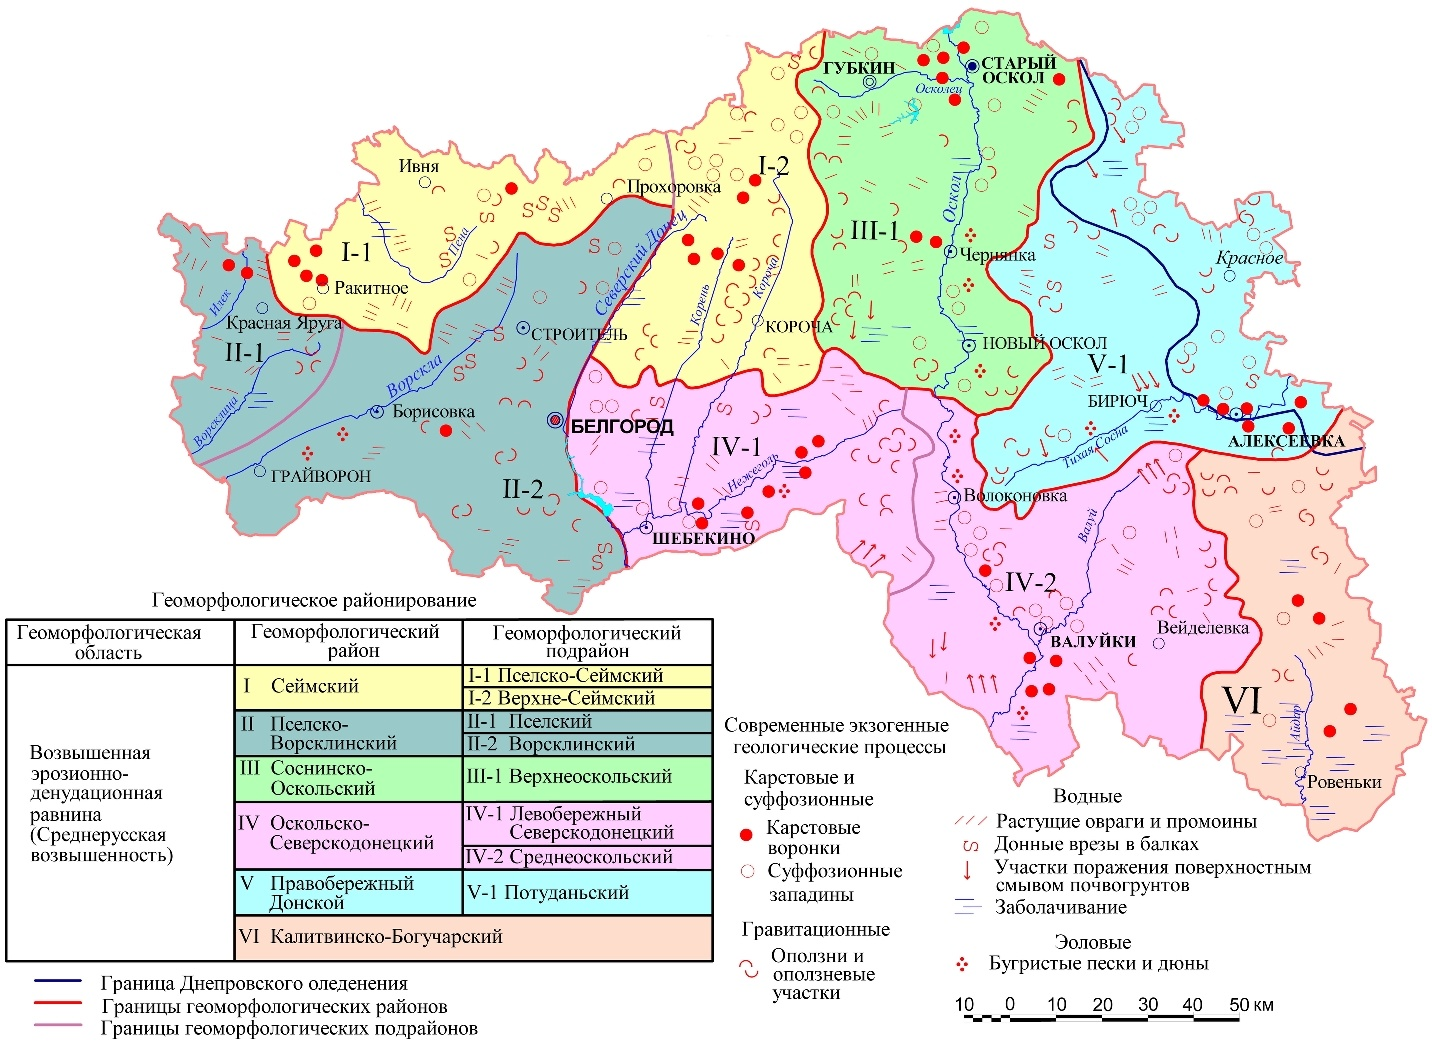 ГУБКИН
СТАРЫЙ
ОСКОЛ
Осколец
Ивня
I-2
Прохоровка
Оскол
Северский Донец
III-1
Пена
I-1
Чернянка
Красное
Ракитное
Илек
Корень
Короча
Красная Яруга
СТРОИТЕЛЬ
КОРОЧА
НОВЫЙ ОСКОЛ
II-1
V-1
Ворскла
БИРЮЧ
Борисовка
Ворсклица
БЕЛГОРОД
АЛЕКСЕЕВКА
IV-1
Тихая Сосна
ГРАЙВОРОН
Нежеголь
II-2
Волоконовка
Валуй
ШЕБЕКИНО
IV-2
Вейделевка
ВАЛУЙКИ
VI
Айдар
Ровеньки
Геоморфологическое районирование
Геоморфологическая
область
Геоморфологический
район
Геоморфологический
подрайон
Возвышенная
эрозионно-
денудационная
равнина
(Среднерусская
возвышенность)
I Сеймский
I-1 Пселско-Сеймский
I-2 Верхне-Сеймский
II Пселско-
Ворсклинский
II-1 Пселский
II-2 Ворсклинский
III Соснинско-
Оскольский
III-1 Верхнеоскольский
IV Оскольско-
Северскодонецкий
IV-1 Левобережный
Северскодонецкий
IV-2 Среднеоскольский
V Правобережный
Донской
V-1 Потуданьский
VI Калитвинско-Богучарский
Граница Днепровского оледенения
Границы геоморфологических районов
Границы геоморфологических подрайонов
Современные экзогенные
геологические процессы
Карстовые и
суффозионные
Карстовые
воронки
Суффозионные
западины
Гравитационные
Оползни и
оползневые
участки
Водные
Растущие овраги и промоины
Донные врезы в балках
Участки поражения поверхностным
смывом почвогрунтов
Заболачивание
Эоловые
Бугристые пески и дюны
10 0 10 20 30 40 50 км